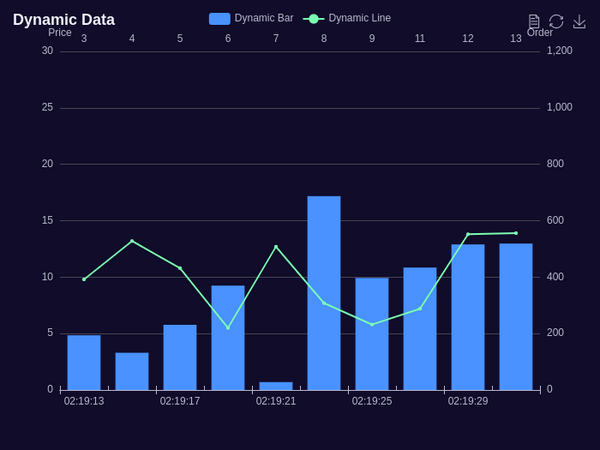 Dynamic Data
Dynamic Bar
Dynamic Line
Price
Order
3 4 5 6 7 8 9 11 12 13
30 1,200
25 1,000
20 800
15 600
10 400
5 200
0 0
02:19:13 02:19:17 02:19:21 02:19:25 02:19:29